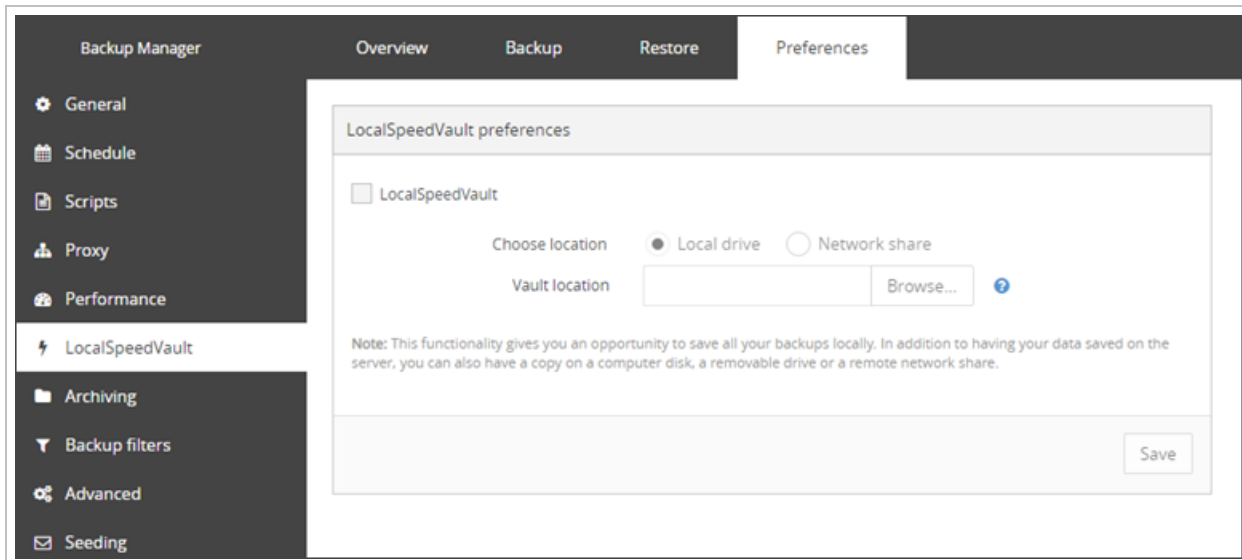 Backup Manager
Overview
Backup
Restore
Preferences
General
Schedule
Scripts
Proxy
Performance
LocalSpeedVault
Archiving
Backup filters
Advanced
Seeding
LocalSpeedVault preferences
LocalSpeedVault
Choose location Local drive Network share
Vault location Browse... ?
Note: This functionality gives you an opportunity to save all your backups locally. In addition to having your data saved on the
server, you can also have a copy on a computer disk, a removable drive or a remote network share.
Save